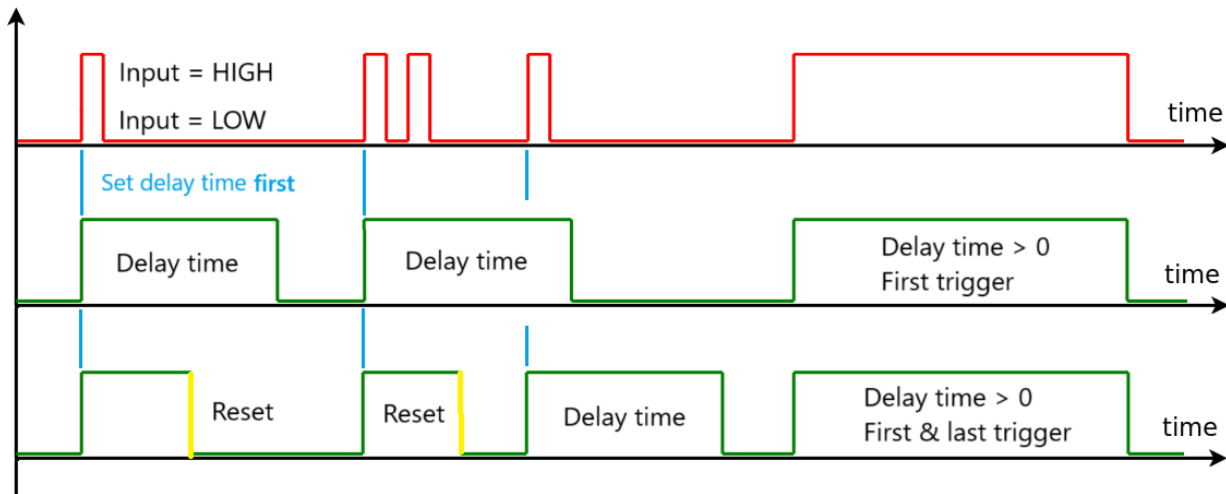 Input = HIGH
Input = LOW
time
Set delay time first
Delay time
Delay time
Delay time > 0
First trigger
time
Reset
Reset
Delay time
Delay time > 0
First & last trigger
time